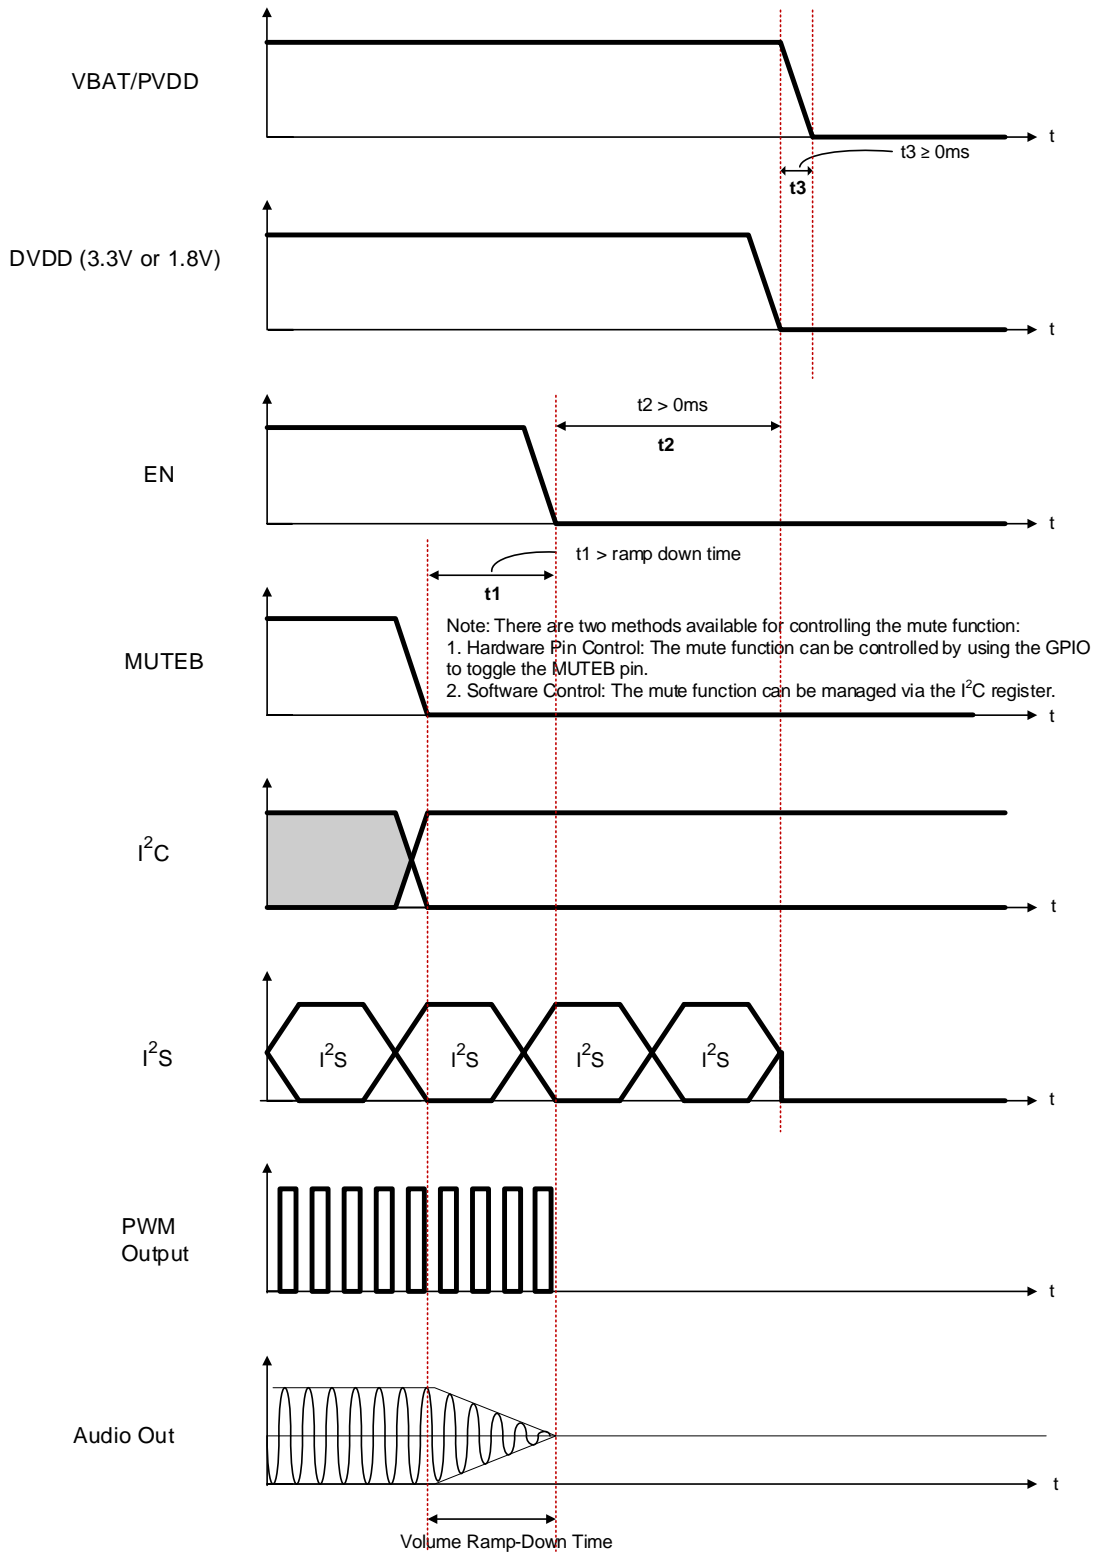 VBAT/PVDD
t
t3 ≥ 0ms
t3
DVDD (3.3V or 1.8V)
t
t2 > 0ms
t2
EN
t
t1 > ramp down time
t1
Note: There are two methods available for controlling the mute function:
1. Hardware Pin Control: The mute function can be controlled by using the GPIO
to toggle the MUTEB pin.
2. Software Control: The mute function can be managed via the I²C register.
MUTEB
t
I²C
t
I²S
I²S
I²S
I²S
I²S
t
PWM
Output
t
Audio Out
t
Volume Ramp-Down Time